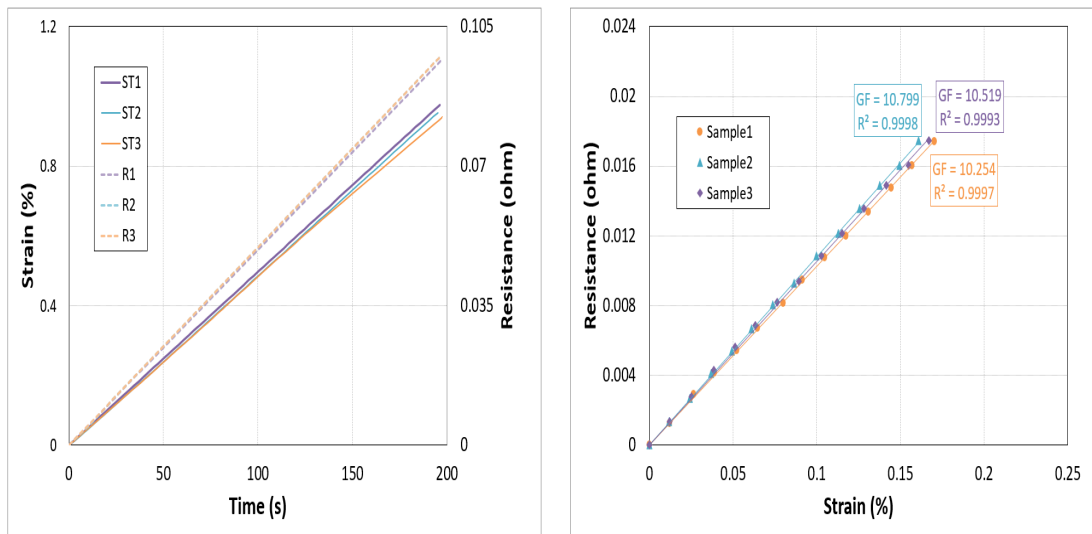 1.2
0.8
0.4
0
Strain (%)
ST1
ST2
ST3
R1
R2
R3
0.105
0.07
0.035
0
Resistance (ohm)
0
50
100
150
200
Time (s)
0.024
0.02
0.016
0.012
0.008
0.004
0
Resistance (ohm)
Sample1
Sample2
Sample3
GF = 10.799
R² = 0.9998
GF = 10.519
R² = 0.9993
GF = 10.254
R² = 0.9997
0
0.05
0.1
0.15
0.2
0.25
Strain (%)